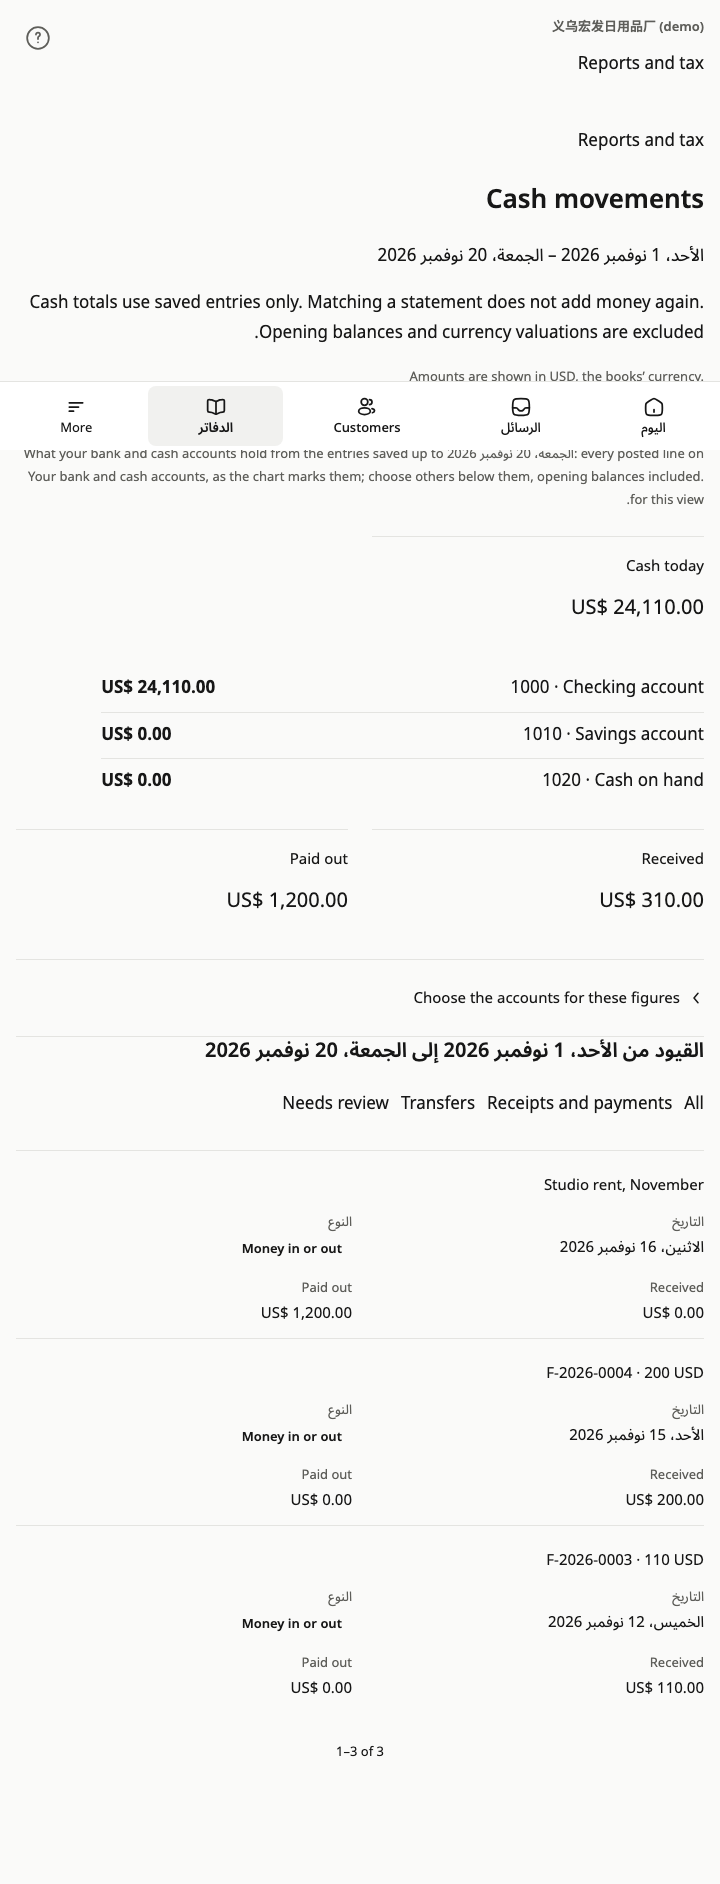 义乌宏发日用品厂 (demo)
Reports and tax
Reports and tax
Cash movements
الأحد، 1 نوفمبر 2026 – الجمعة، 20 نوفمبر 2026
Cash totals use saved entries only. Matching a statement does not add money again.
Opening balances and currency valuations are excluded.
Amounts are shown in USD, the books' currency.
اليوم
الرسائل
Customers
الدفاتر
More
What your bank and cash accounts hold from the entries saved up to الجمعة، 20 نوفمبر 2026: every posted line on
Your bank and cash accounts, as the chart marks them; choose others below them, opening balances included.
for this view.
Cash today
US$ 24,110.00
1000 · Checking account US$ 24,110.00
1010 · Savings account US$ 0.00
1020 · Cash on hand US$ 0.00
Received Paid out
US$ 310.00 US$ 1,200.00
Choose the accounts for these figures
القيود من الأحد، 1 نوفمبر 2026 إلى الجمعة، 20 نوفمبر 2026
All Receipts and payments Transfers Needs review
Studio rent, November
التاريخ النوع
الاثنين، 16 نوفمبر 2026 Money in or out
Received Paid out
US$ 0.00 US$ 1,200.00
F-2026-0004 · 200 USD
التاريخ النوع
الأحد، 15 نوفمبر 2026 Money in or out
Received Paid out
US$ 200.00 US$ 0.00
F-2026-0003 · 110 USD
التاريخ النوع
الخميس، 12 نوفمبر 2026 Money in or out
Received Paid out
US$ 110.00 US$ 0.00
1–3 of 3